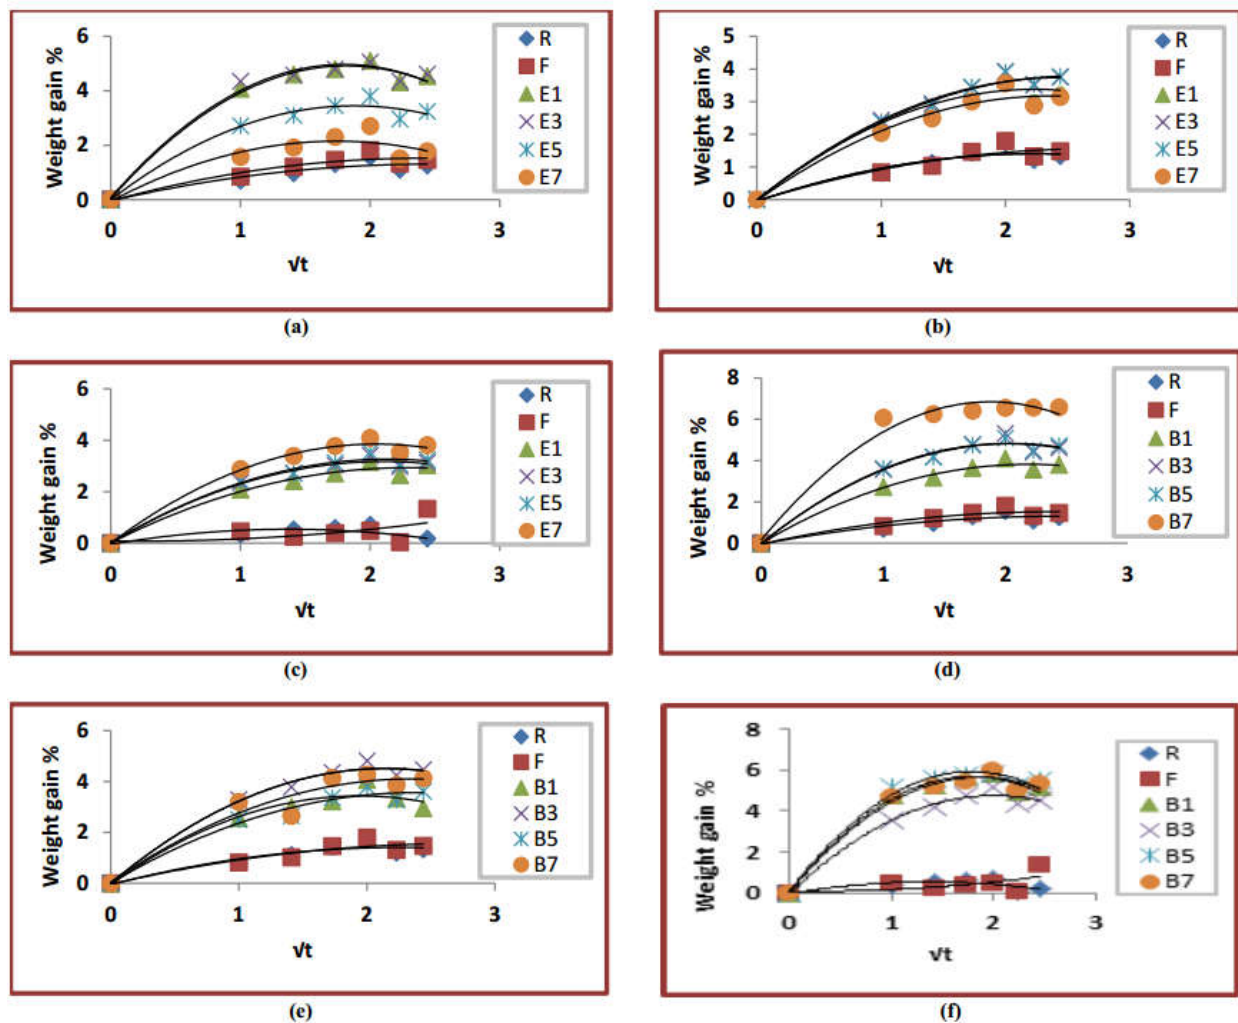 Weight gain %
6
4
2
0
0
1
2
3
√t
R
F
E1
E3
E5
E7
(a)
Weight gain %
5
4
3
2
1
0
0
1
2
3
√t
R
F
E1
E3
E5
E7
(b)
Weight gain %
6
4
2
0
0
1
2
3
√t
R
F
E1
E3
E5
E7
(c)
Weight gain %
8
6
4
2
0
0
1
2
3
√t
R
F
B1
B3
B5
B7
(d)
Weight gain %
6
4
2
0
0
1
2
3
√t
R
F
B1
B3
B5
B7
(e)
Weight gain %
8
6
4
2
0
0
1
2
3
√t
R
F
B1
B3
B5
B7
(f)